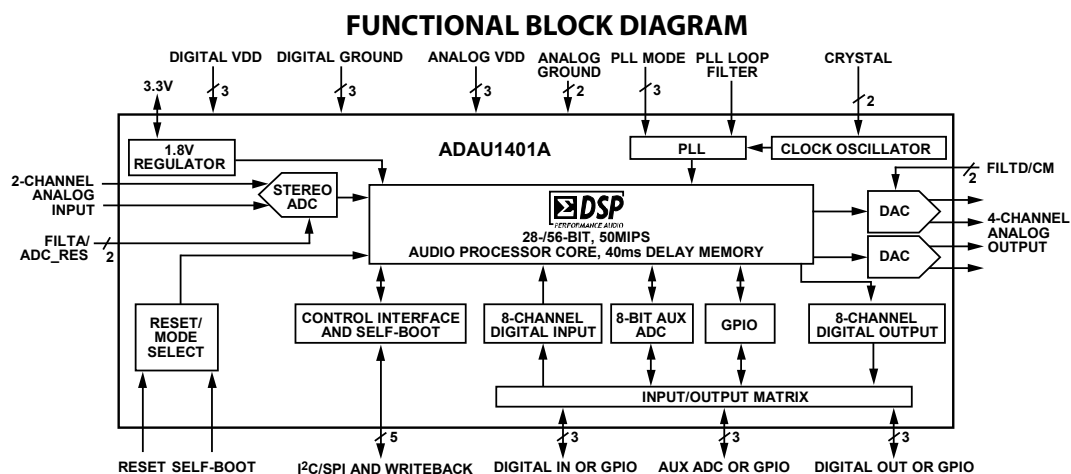 FUNCTIONAL BLOCK DIAGRAM
DIGITAL VDD
DIGITAL GROUND
ANALOG VDD
ANALOG
GROUND
PLL MODE
PLL LOOP
FILTER
CRYSTAL
3.3V
3
3
3
2
3
2
1.8V
REGULATOR
ADAU1401A
PLL
CLOCK OSCILLATOR
2-CHANNEL
ANALOG
INPUT
STEREO
ADC
FILTA/
ADC_RES
2
ΣDSP
PERFORMANCE AUDIO
28-/56-BIT, 50MIPS
AUDIO PROCESSOR CORE, 40ms DELAY MEMORY
FILTD/CM
2
DAC
DAC
4-CHANNEL
ANALOG
OUTPUT
RESET/
MODE
SELECT
CONTROL INTERFACE
AND SELF-BOOT
8-CHANNEL
DIGITAL INPUT
8-BIT AUX
ADC
GPIO
8-CHANNEL
DIGITAL OUTPUT
INPUT/OUTPUT MATRIX
5
3
3
3
RESET
SELF-BOOT
I²C/SPI AND WRITEBACK
DIGITAL IN OR GPIO
AUX ADC OR GPIO
DIGITAL OUT OR GPIO